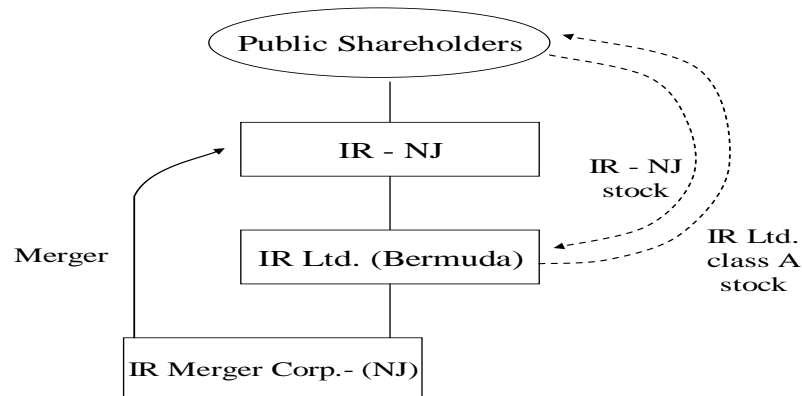 Public Shareholders
IR - NJ
IR - NJ
stock
Merger
IR Ltd. (Bermuda)
IR Ltd.
class A
stock
IR Merger Corp.- (NJ)